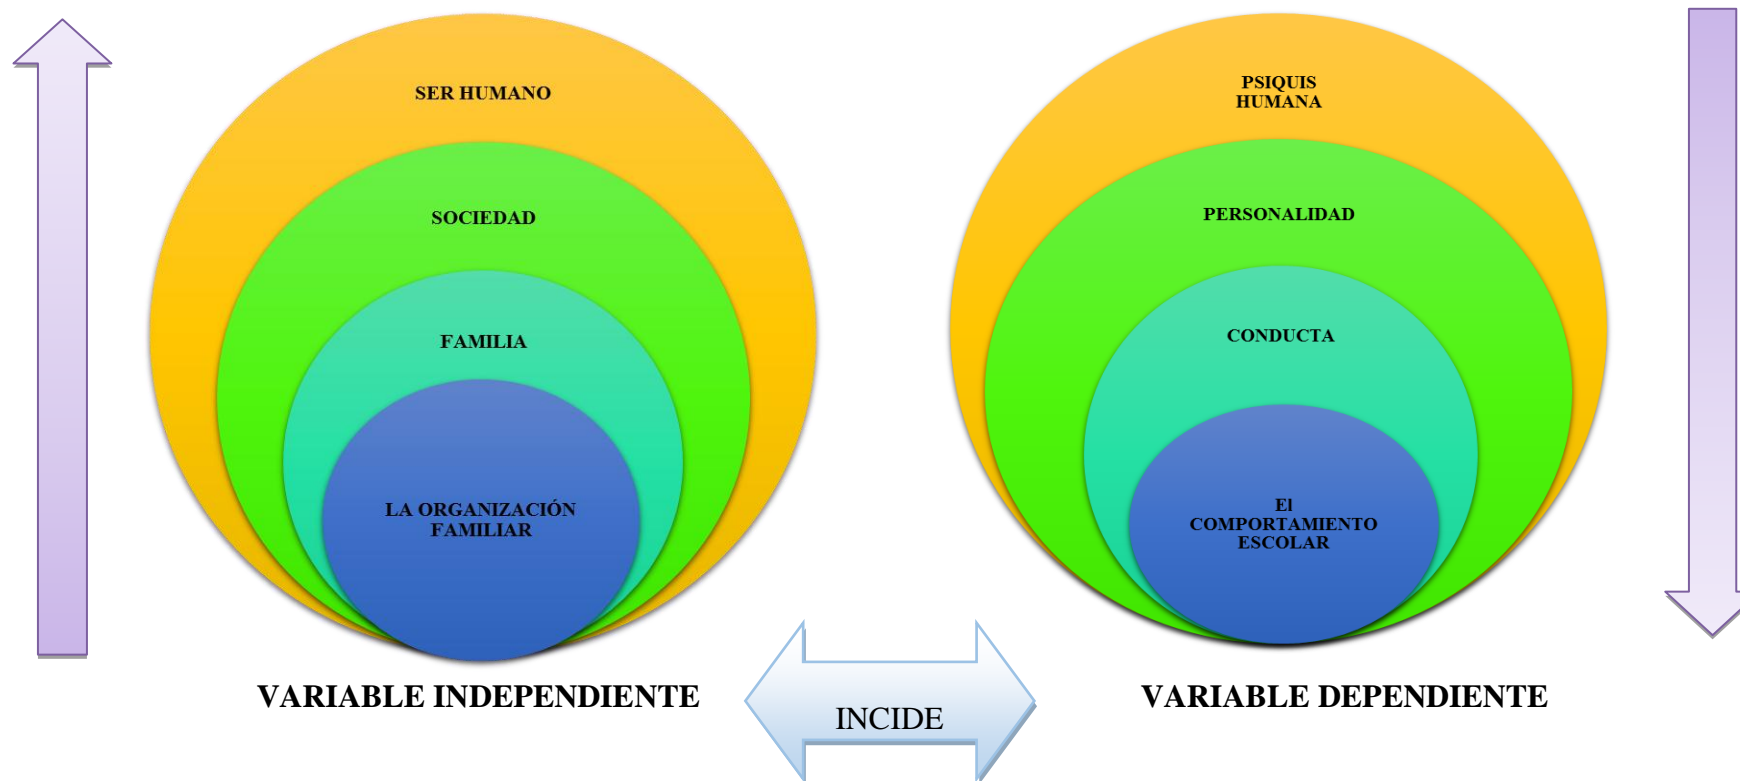 SER HUMANO
SOCIEDAD
FAMILIA
LA ORGANIZACIÓN
FAMILIAR
VARIABLE INDEPENDIENTE
INCIDE
PSIQUIS
HUMANA
PERSONALIDAD
CONDUCTA
El
COMPORTAMIENTO
ESCOLAR
VARIABLE DEPENDIENTE